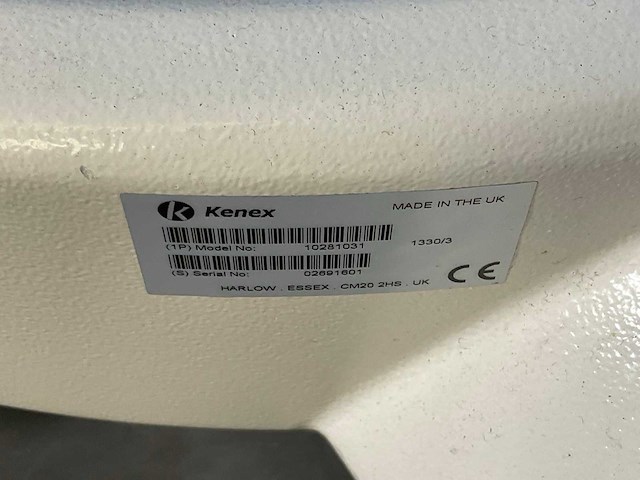 Kenex MADE IN THE UK
(1P) Model No: 10281031 1330/3
(S) Serial No: 02691601
HARLOW . ESSEX . CM20 2HS . UK
CE